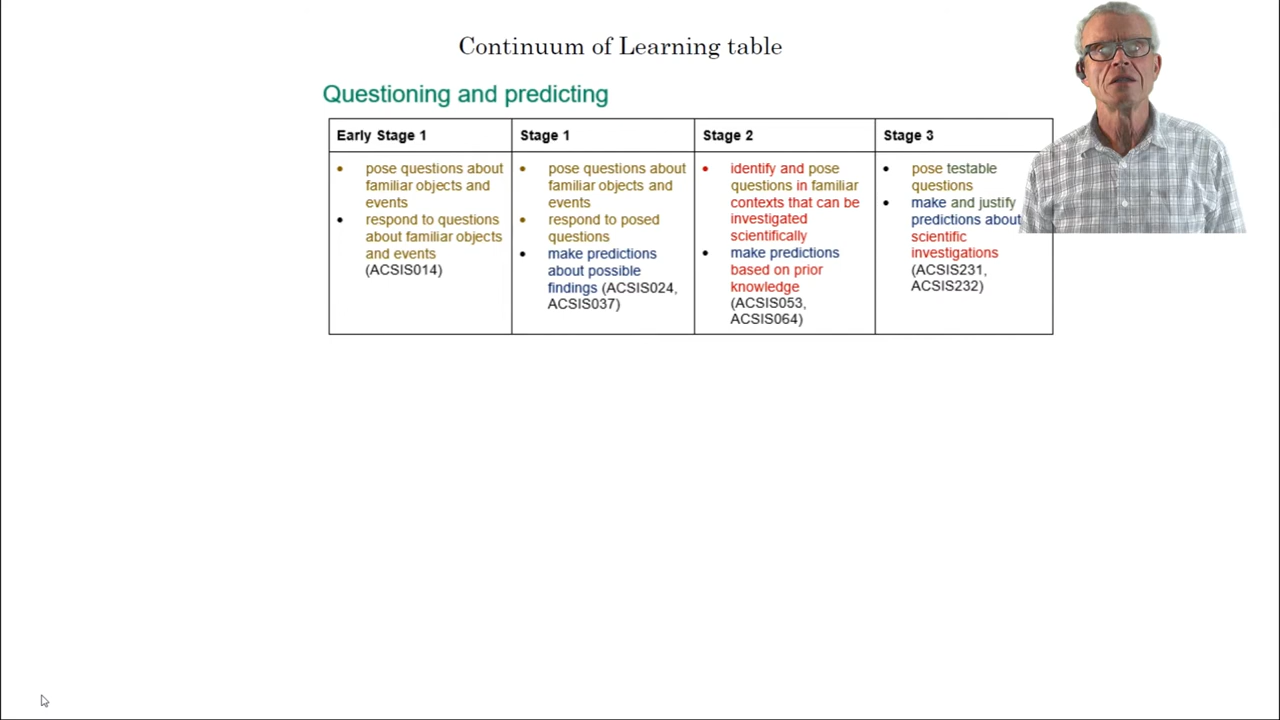 Continuum of Learning table
Questioning and predicting
Early Stage 1
• pose questions about
familiar objects and
events
• respond to questions
about familiar objects
and events
(ACSIS014)
Stage 1
• pose questions about
familiar objects and
events
• respond to posed
questions
• make predictions
about possible
findings (ACSIS024,
ACSIS037)
Stage 2
• identify and pose
questions in familiar
contexts that can be
investigated
scientifically
• make predictions
based on prior
knowledge
(ACSIS053,
ACSIS064)
Stage 3
• pose testable
questions
• make and justify
predictions about
scientific
investigations
(ACSIS231,
ACSIS232)